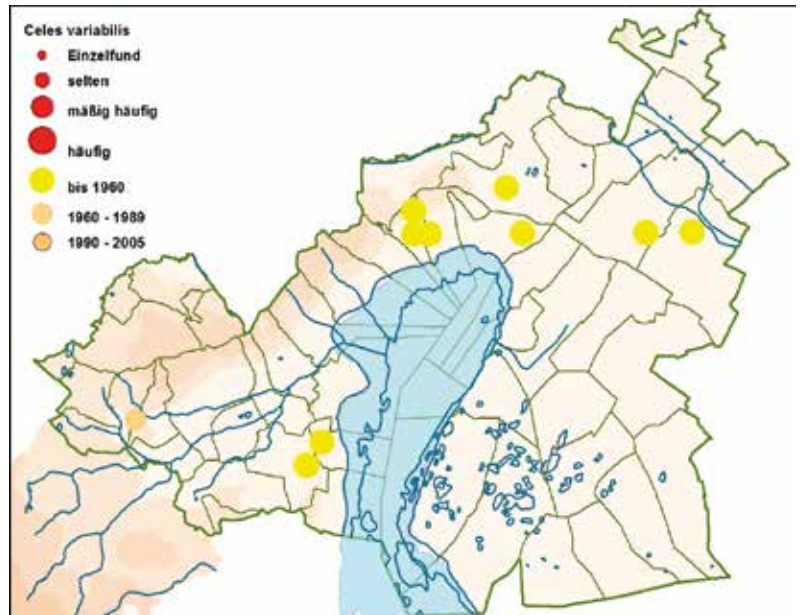 Celes variabilis
Einzelfund
selten
mäßig häufig
häufig
bis 1960
1960 - 1989
1990 - 2005